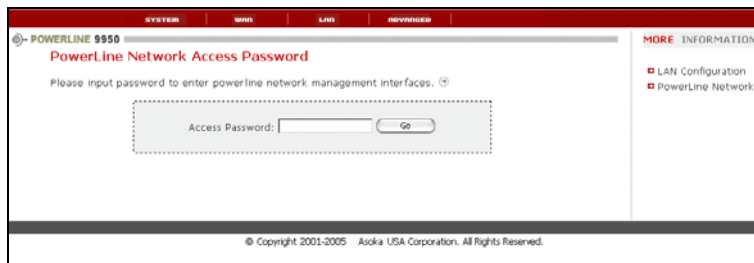 SYSTEM WAN LAN ADVANCED
POWERLINE 9950
PowerLine Network Access Password
Please input password to enter powerline network management interfaces.
Access Password: Go
MORE INFORMATION
LAN Configuration
PowerLine Network
© Copyright 2001-2005 Asoka USA Corporation. All Rights Reserved.